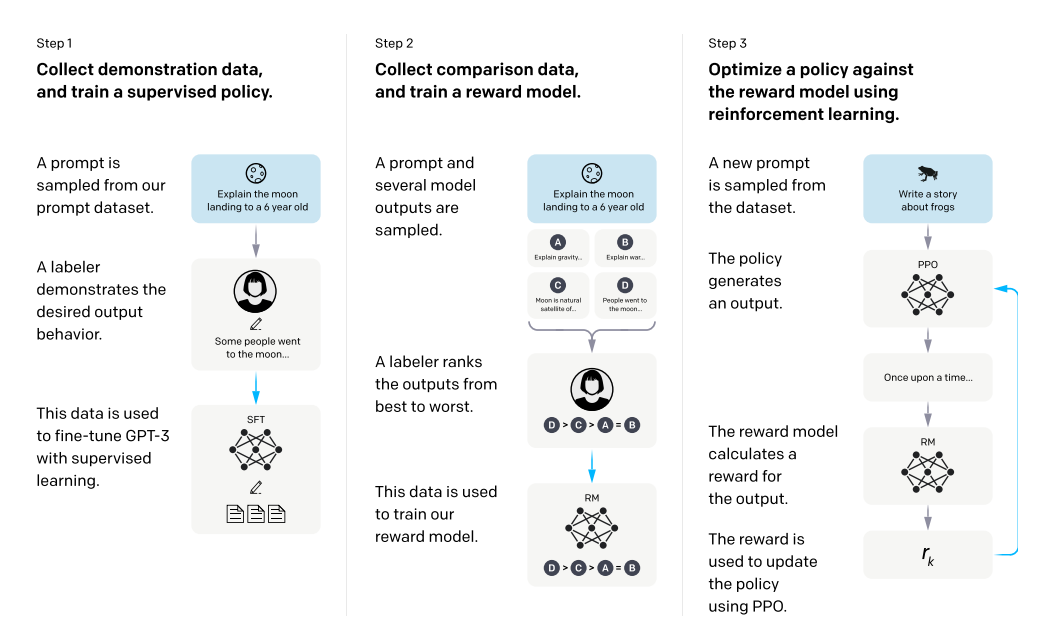 Step 1
Collect demonstration data,
and train a supervised policy.
A prompt is
sampled from our
prompt dataset.
Explain the moon
landing to a 6 year old
A labeler
demonstrates the
desired output
behavior.
Some people went
to the moon...
This data is used
to fine-tune GPT-3
with supervised
learning.
SFT
Step 2
Collect comparison data,
and train a reward model.
A prompt and
several model
outputs are
sampled.
Explain the moon
landing to a 6 year old
A
Explain gravity...
B
Explain war...
C
Moon is natural
satellite of...
D
People went to
the moon...
A labeler ranks
the outputs from
best to worst.
D > C > A = B
This data is used
to train our
reward model.
RM
D > C > A = B
Step 3
Optimize a policy against
the reward model using
reinforcement learning.
A new prompt
is sampled from
the dataset.
Write a story
about frogs
The policy
generates
an output.
PPO
Once upon a time...
The reward model
calculates a
reward for
the output.
RM
The reward is
used to update
the policy
using PPO.
r_k